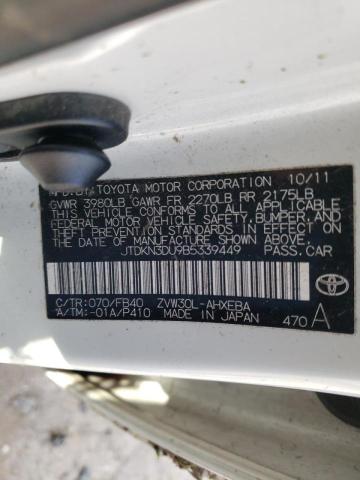 MFD. BY TOYOTA MOTOR CORPORATION 10/11
GVWR 3980LB GAWR FR 2270LB RR 2175LB
THIS VEHICLE CONFORMS TO ALL APPLICABLE
FEDERAL MOTOR VEHICLE SAFETY, BUMPER, AND
THEFT PREVENTION STANDARDS IN EFFECT ON
THE DATE OF MANUFACTURE SHOWN ABOVE.
JTDKN3DU9B5339449 PASS.CAR
C/TR:070/FB40 ZVW30L-AHXEBA
A/TM:-01A/P410 MADE IN JAPAN 470 A